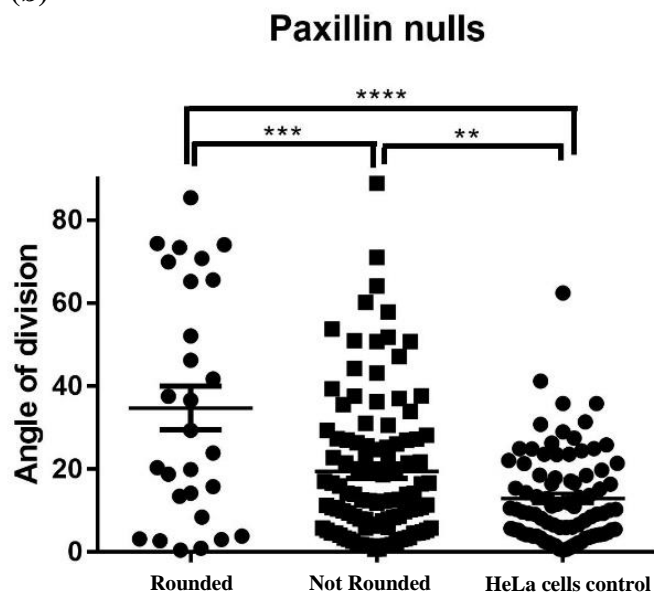 (b)
Paxillin nulls
****
***
**
Angle of division
80
60
40
20
0
Rounded
Not Rounded
HeLa cells control